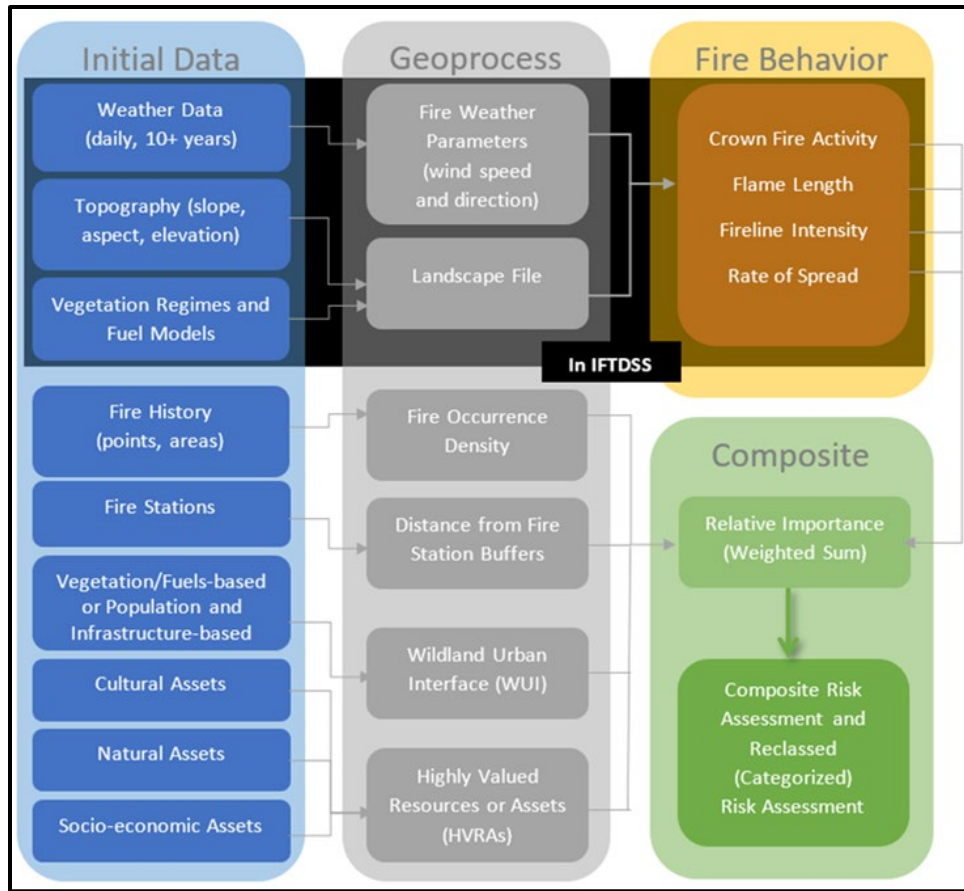 Initial Data
Weather Data
(daily, 10+ years)
Topography (slope,
aspect, elevation)
Vegetation Regimes and
Fuel Models
Fire History
(points, areas)
Fire Stations
Vegetation/Fuels-based
or Population and
Infrastructure-based
Cultural Assets
Natural Assets
Socio-economic Assets
Geoprocess
Fire Weather
Parameters
(wind speed
and direction)
Landscape File
In IFTDSS
Fire Occurrence
Density
Distance from Fire
Station Buffers
Wildland Urban
Interface (WUI)
Highly Valued
Resources or Assets
(HVRAs)
Fire Behavior
Crown Fire Activity
Flame Length
Fireline Intensity
Rate of Spread
Composite
Relative Importance
(Weighted Sum)
Composite Risk
Assessment and
Reclassed
(Categorized)
Risk Assessment